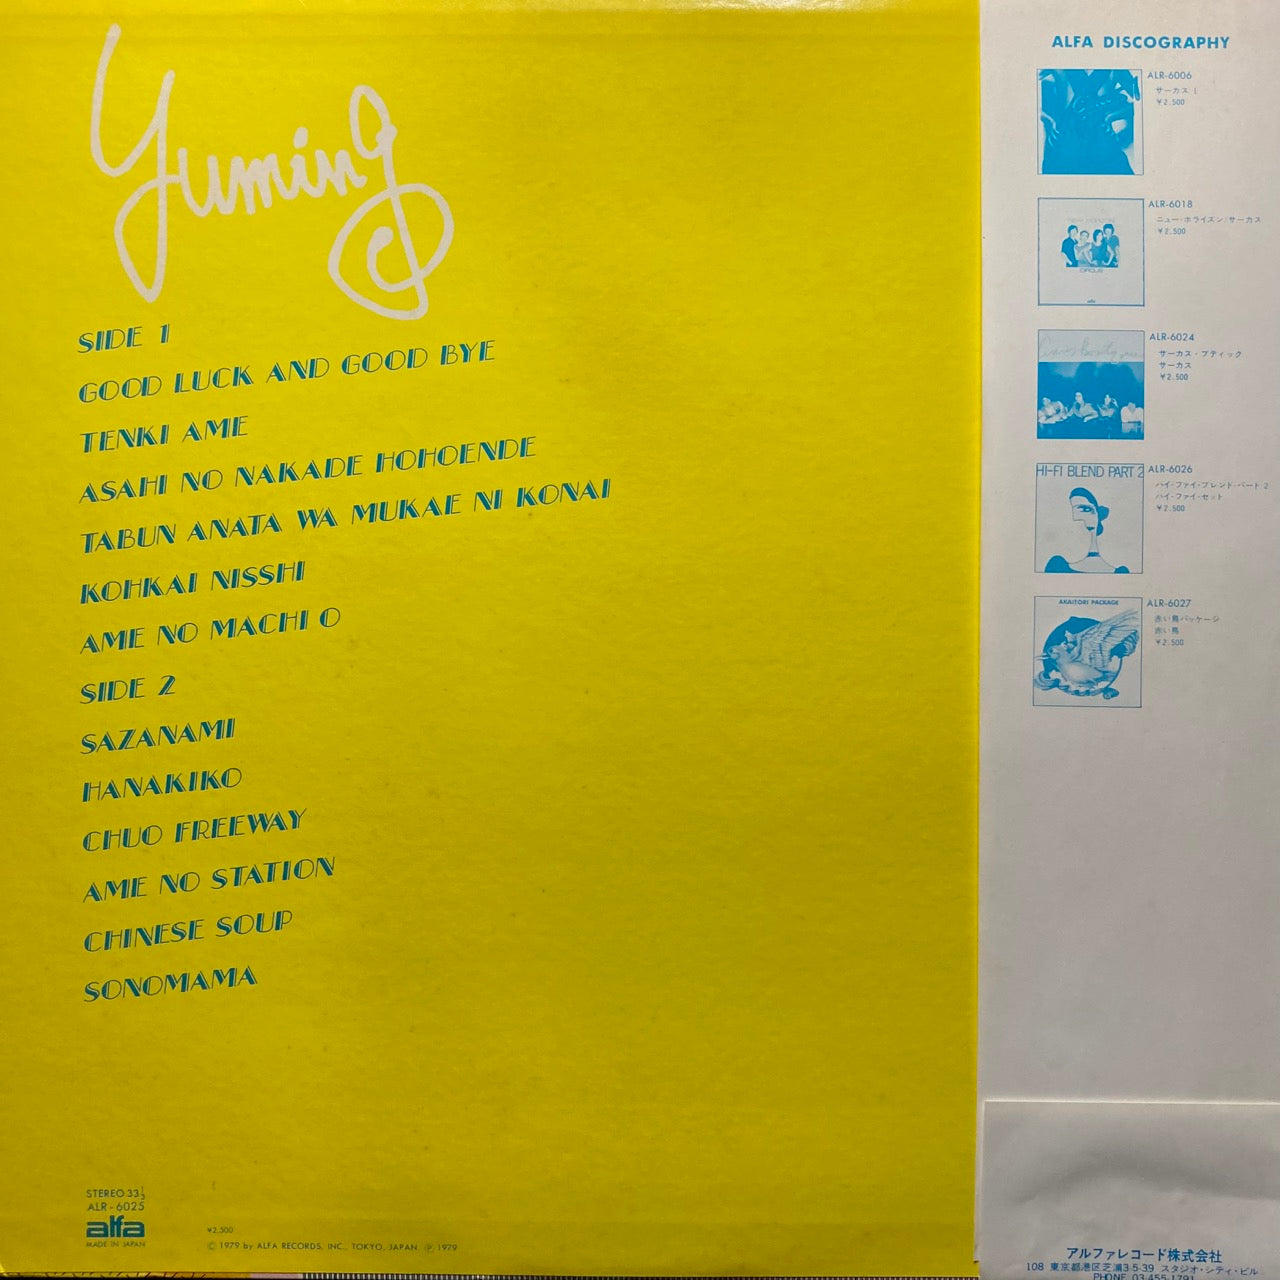 Yuming
SIDE 1
GOOD LUCK AND GOOD BYE
TENKI AME
ASAHI NO NAKADE HOHOENDE
TABUN ANATA WA MUKAE NI KONAI
KOHKAI NISSHI
AME NO MACHI O
SIDE 2
SAZANAMI
HANAKIKO
CHUO FREEWAY
AME NO STATION
CHINESE SOUP
SONOMAMA
STEREO 33 1/3
ALR-6025
alfa
MADE IN JAPAN
¥2,500
© 1979 by ALFA RECORDS, INC., TOKYO, JAPAN. ℗ 1979
ALFA DISCOGRAPHY
ALR-6006
サーカス 1
¥2,500
ALR-6018
ニュー・ホライズン/サーカス
¥2,500
CIRCUS
alfa
ALR-6024
サーカス・ブティック
サーカス
¥2,500
HI-FI BLEND PART 2
ALR-6026
ハイ・ファイ・ブレンド・パート2
ハイ・ファイ・セット
¥2,500
AKAITORI PACKAGE
ALR-6027
赤い鳥パッケージ
赤い鳥
¥2,500
アルファレコード株式会社
108 東京都港区芝浦3-5-39 スタジオ・シティ・ビル
PHONE 03-455-1791